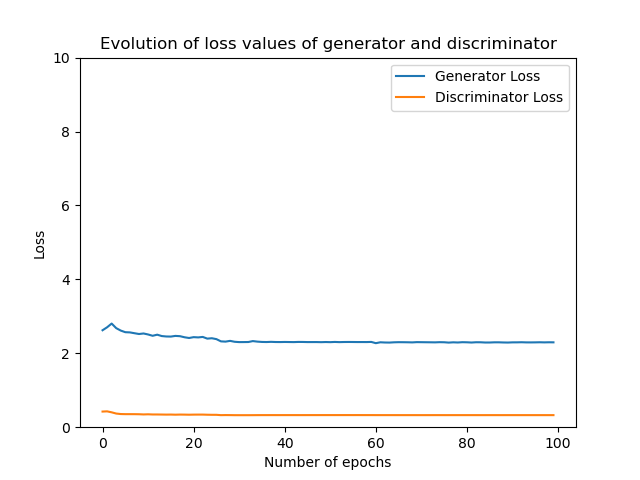 Evolution of loss values of generator and discriminator
10
8
6
4
2
0
Loss
Generator Loss
Discriminator Loss
0 20 40 60 80 100
Number of epochs